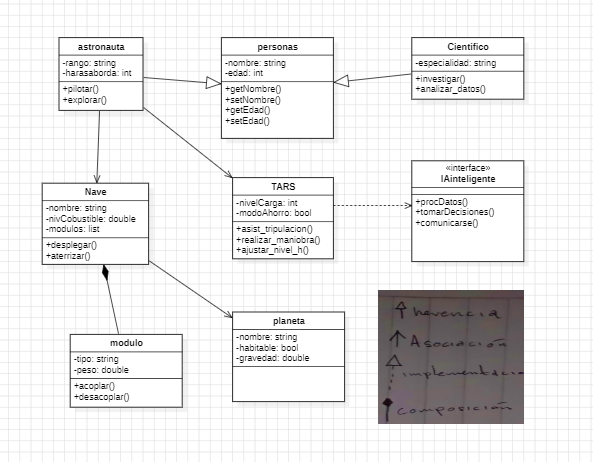 astronauta
-rango: string
-harasaborda: int
+pilotar()
+explorar()
personas
-nombre: string
-edad: int
+getNombre()
+setNombre()
+getEdad()
+setEdad()
Cientifico
-especialidad: string
+investigar()
+analizar_datos()
Nave
-nombre: string
-nivCobustible: double
-modulos: list
+desplegar()
+aterrizar()
TARS
-nivelCarga: int
-modoAhorro: bool
+asist_tripulacion()
+realizar_maniobra()
+ajustar_nivel_h()
«interface»
IAinteligente
+procDatos()
+tomarDecisiones()
+comunicarse()
modulo
-tipo: string
-peso: double
+acoplar()
+desacoplar()
planeta
-nombre: string
-habitable: bool
-gravedad: double
herencia
Asociación
implementacio
composición